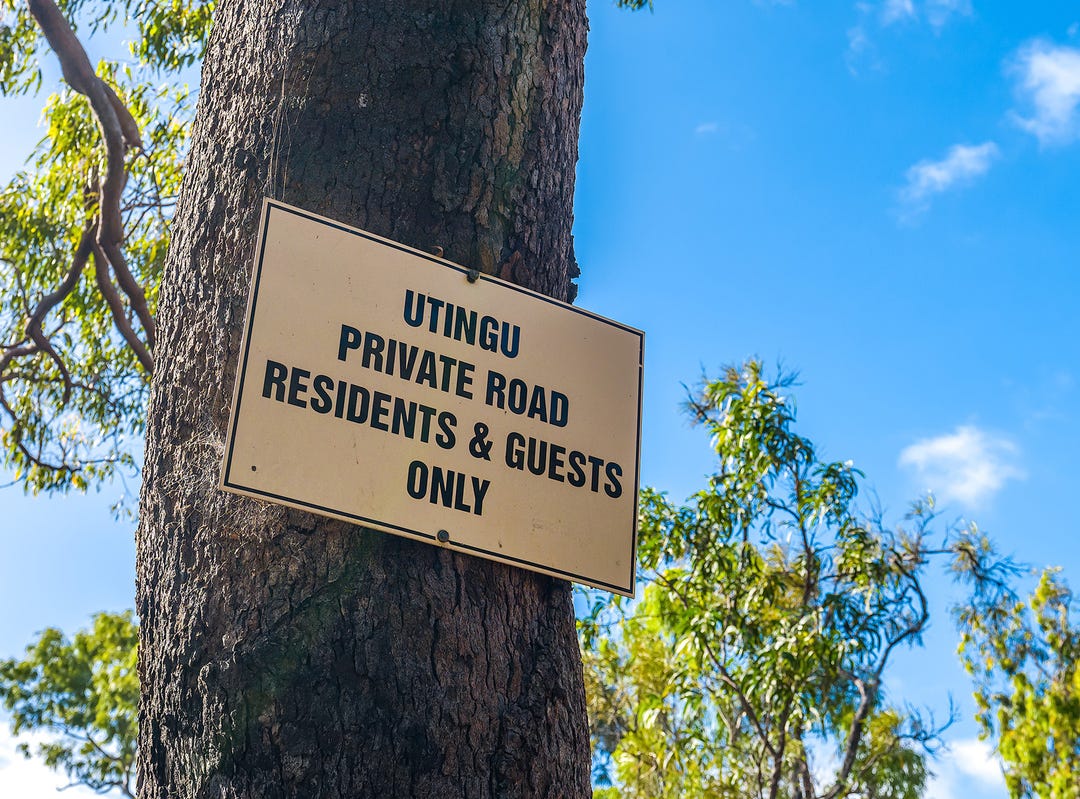 UTINGU
PRIVATE ROAD
RESIDENTS & GUESTS
ONLY